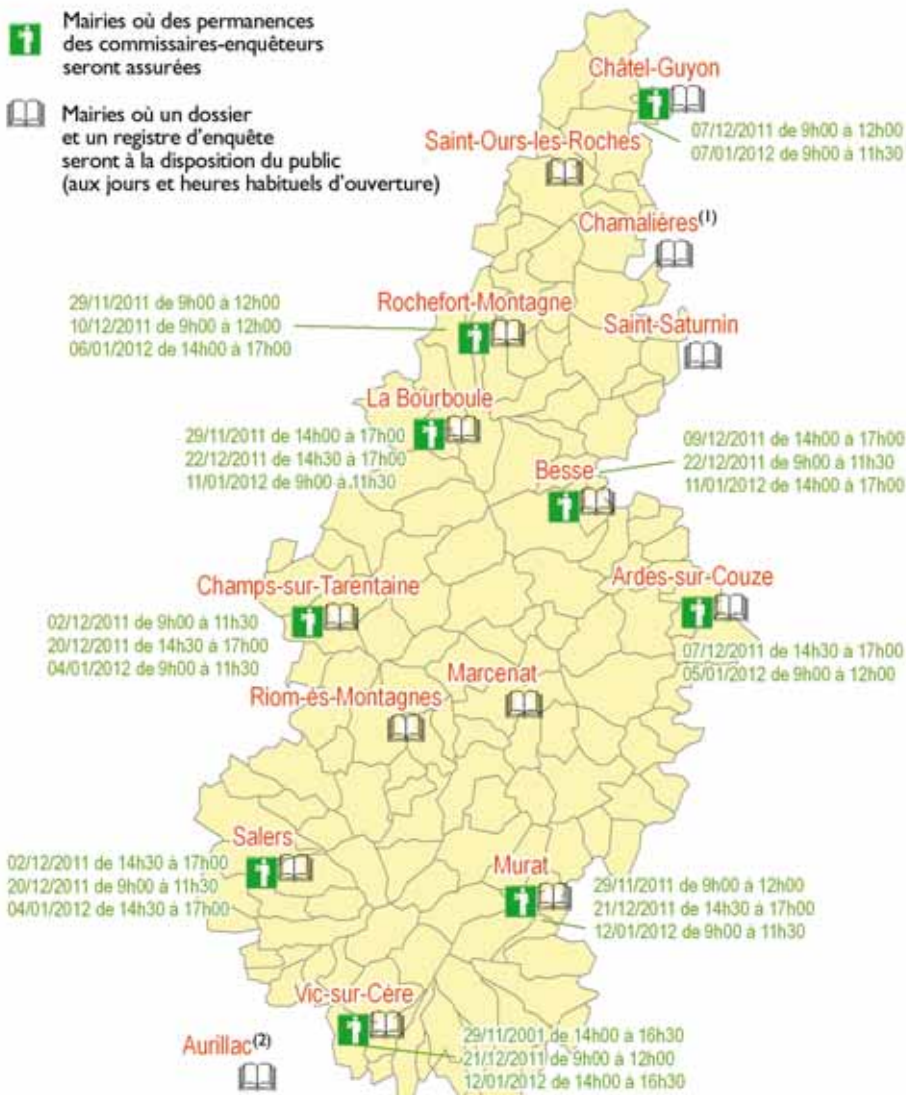 Mairies où des permanences
des commissaires-enquêteurs
seront assurées
Mairies où un dossier
et un registre d'enquête
seront à la disposition du public
(aux jours et heures habituels d'ouverture)
Châtel-Guyon
07/12/2011 de 9h00 à 12h00
07/01/2012 de 9h00 à 11h30
Saint-Ours-les-Roches
Chamalières(1)
29/11/2011 de 9h00 à 12h00
10/12/2011 de 9h00 à 12h00
06/01/2012 de 14h00 à 17h00
Rochefort-Montagne
Saint-Saturnin
La Bourboule
29/11/2011 de 14h00 à 17h00
22/12/2011 de 14h30 à 17h00
11/01/2012 de 9h00 à 11h30
Besse
09/12/2011 de 14h00 à 17h00
22/12/2011 de 9h00 à 11h30
11/01/2012 de 14h00 à 17h00
Champs-sur-Tarentaine
02/12/2011 de 9h00 à 11h30
20/12/2011 de 14h30 à 17h00
04/01/2012 de 9h00 à 11h30
Ardes-sur-Couze
07/12/2011 de 14h30 à 17h00
05/01/2012 de 9h00 à 12h00
Marcenat
Riom-ès-Montagnes
Salers
02/12/2011 de 14h30 à 17h00
20/12/2011 de 9h00 à 11h30
04/01/2012 de 14h30 à 17h00
Murat
29/11/2011 de 9h00 à 12h00
21/12/2011 de 14h30 à 17h00
12/01/2012 de 9h00 à 11h30
Vic-sur-Cère
29/11/2001 de 14h00 à 16h30
21/12/2011 de 9h00 à 12h00
12/01/2012 de 14h00 à 16h30
Aurillac(2)